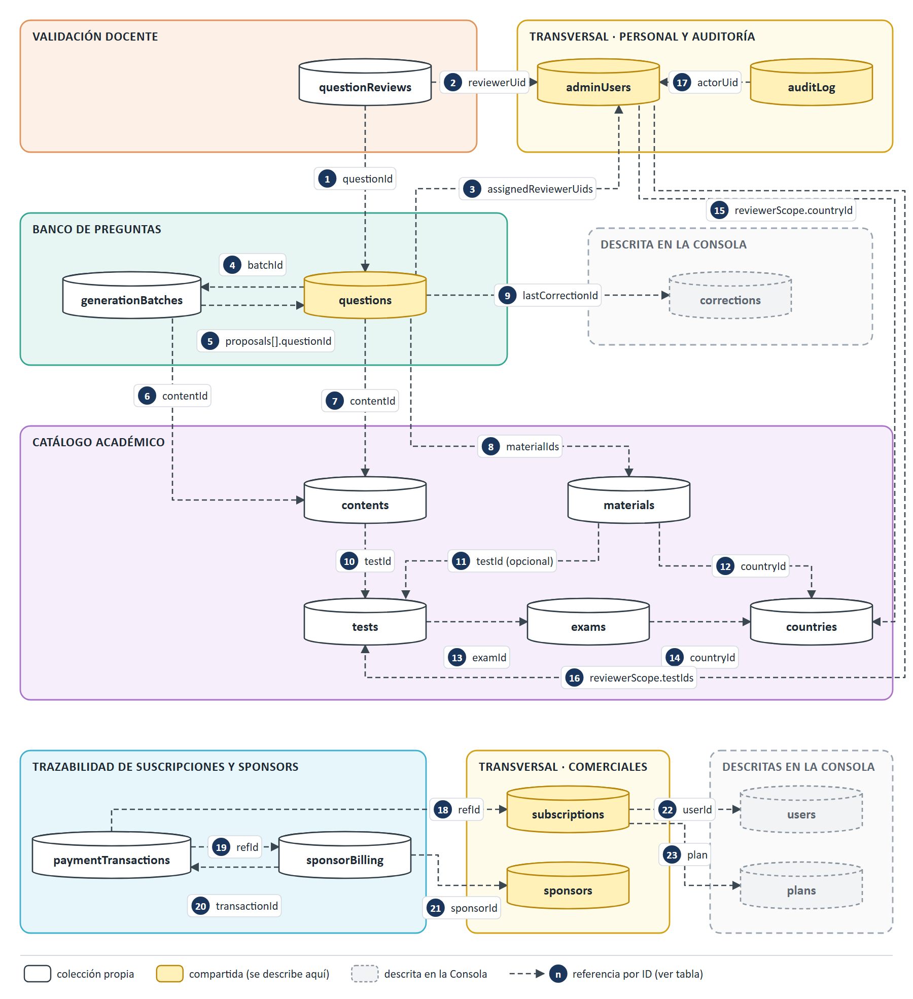 VALIDACIÓN DOCENTE
TRANSVERSAL · PERSONAL Y AUDITORÍA
questionReviews
2 reviewerUid
adminUsers
17 actorUid
auditLog
1 questionId
3 assignedReviewerUids
15 reviewerScope.countryId
BANCO DE PREGUNTAS
DESCRITA EN LA CONSOLA
4 batchId
generationBatches
questions
9 lastCorrectionId
corrections
5 proposals[].questionId
6 contentId
7 contentId
CATÁLOGO ACADÉMICO
8 materialIds
contents
materials
10 testId
11 testId (opcional)
12 countryId
tests
exams
countries
13 examId
14 countryId
16 reviewerScope.testIds
TRAZABILIDAD DE SUSCRIPCIONES Y SPONSORS
TRANSVERSAL · COMERCIALES
DESCRITAS EN LA CONSOLA
18 refId
subscriptions
22 userId
users
19 refId
paymentTransactions
sponsorBilling
23 plan
sponsors
plans
20 transactionId
21 sponsorId
colección propia
compartida (se describe aquí)
descrita en la Consola
n referencia por ID (ver tabla)